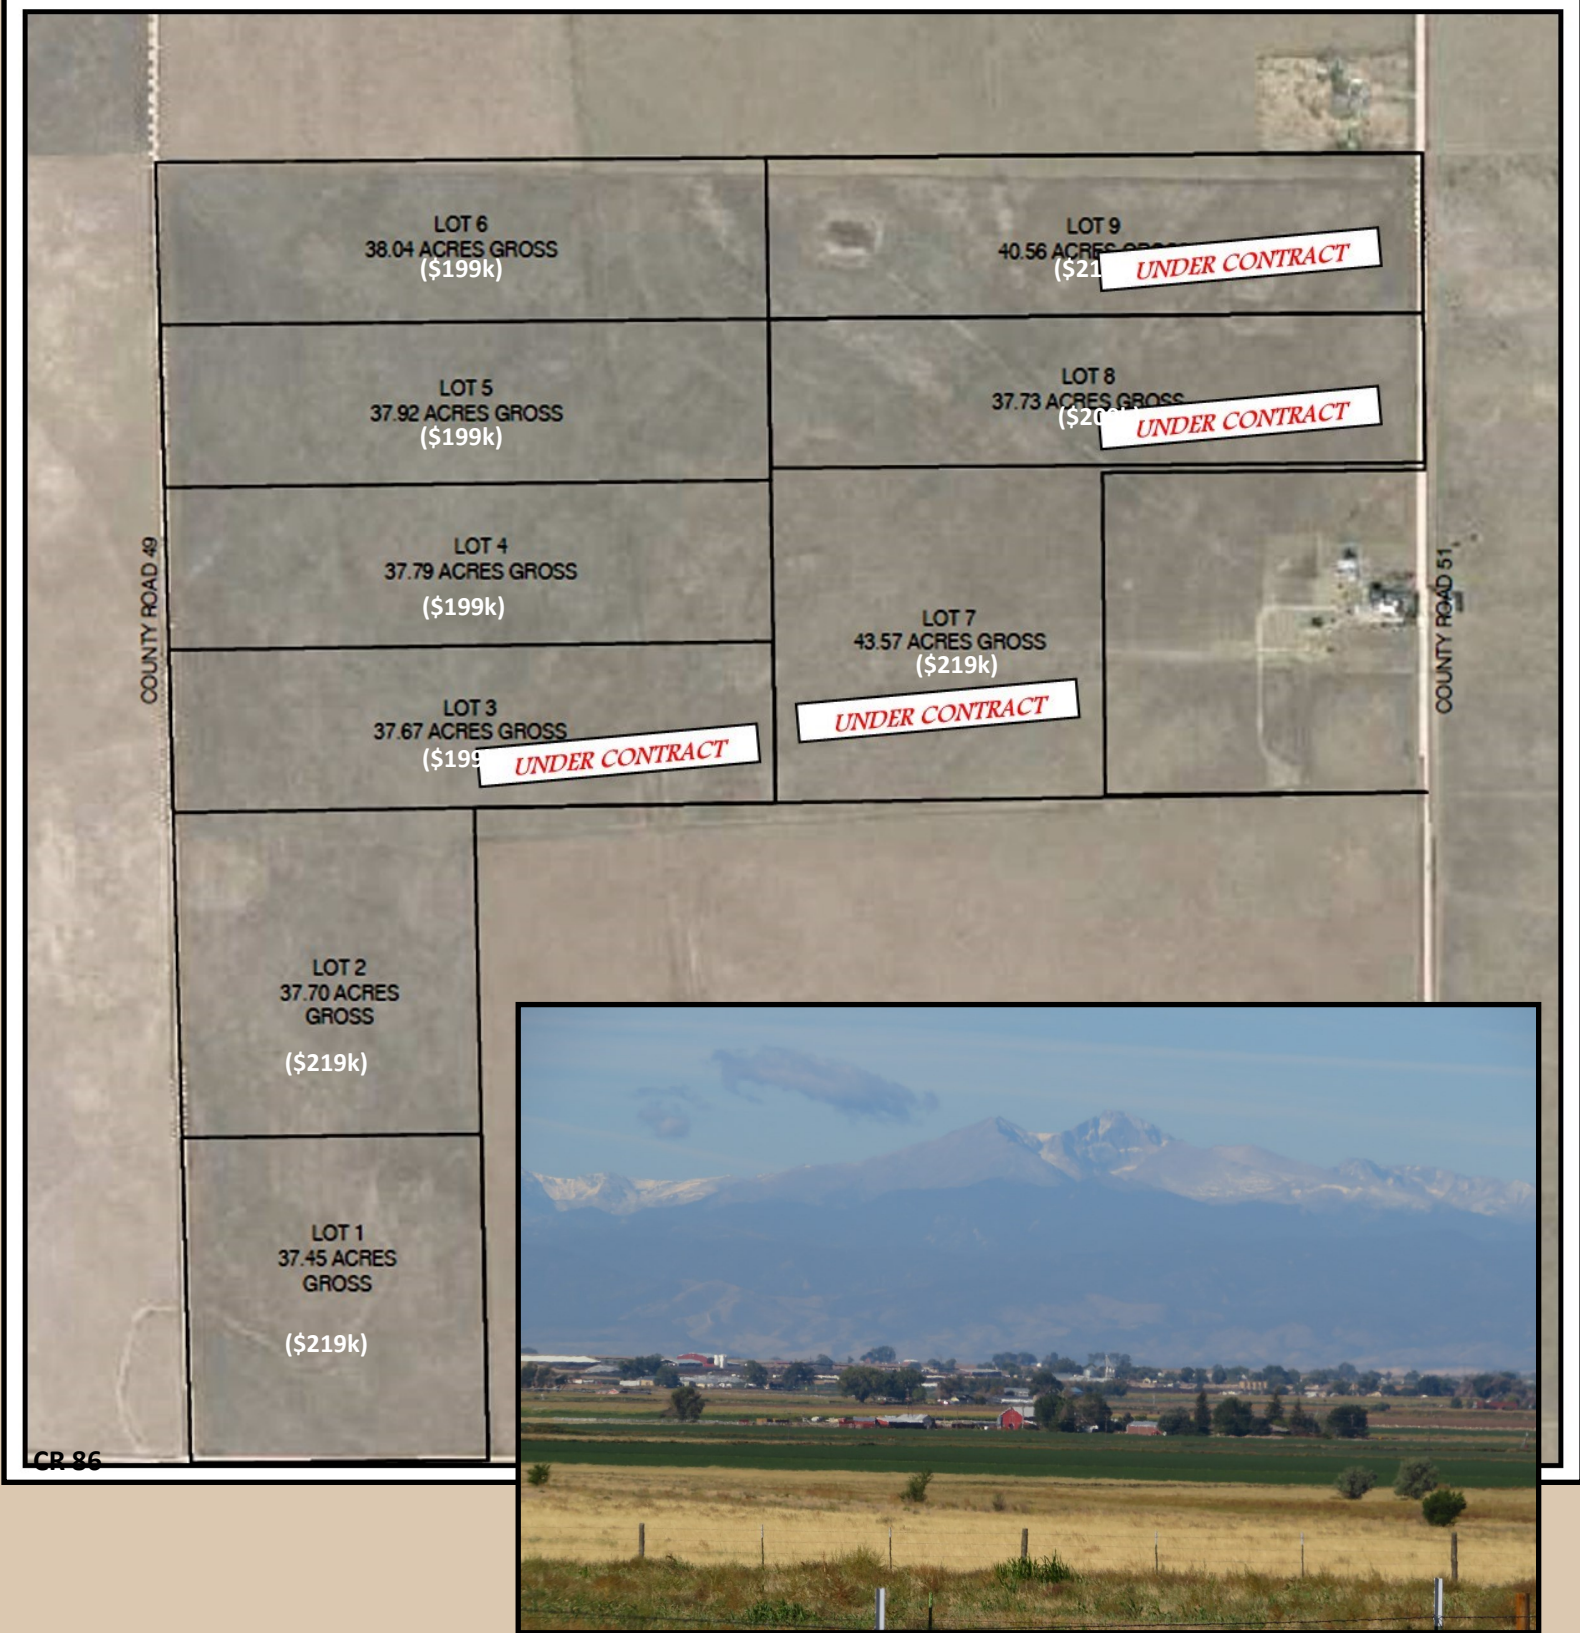 LOT 6
38.04 ACRES GROSS
($199k)
LOT 9
40.56 ACRES
UNDER CONTRACT
LOT 5
37.92 ACRES GROSS
($199k)
LOT 8
37.73 ACRES GROSS
UNDER CONTRACT
LOT 4
37.79 ACRES GROSS
($199k)
COUNTY ROAD 49
LOT 7
43.57 ACRES GROSS
($219k)
UNDER CONTRACT
COUNTY ROAD 51
LOT 3
37.67 ACRES GROSS
($199
UNDER CONTRACT
LOT 2
37.70 ACRES
GROSS
($219k)
LOT 1
37.45 ACRES
GROSS
($219k)
CR 86